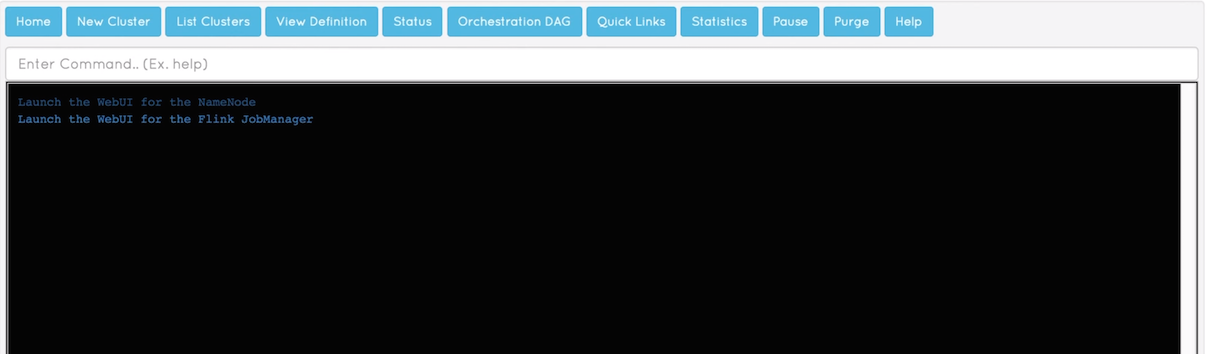 Home New Cluster List Clusters View Definition Status Orchestration DAG Quick Links Statistics Pause Purge Help
Enter Command.. (Ex. help)
Launch the WebUI for the NameNode
Launch the WebUI for the Flink JobManager